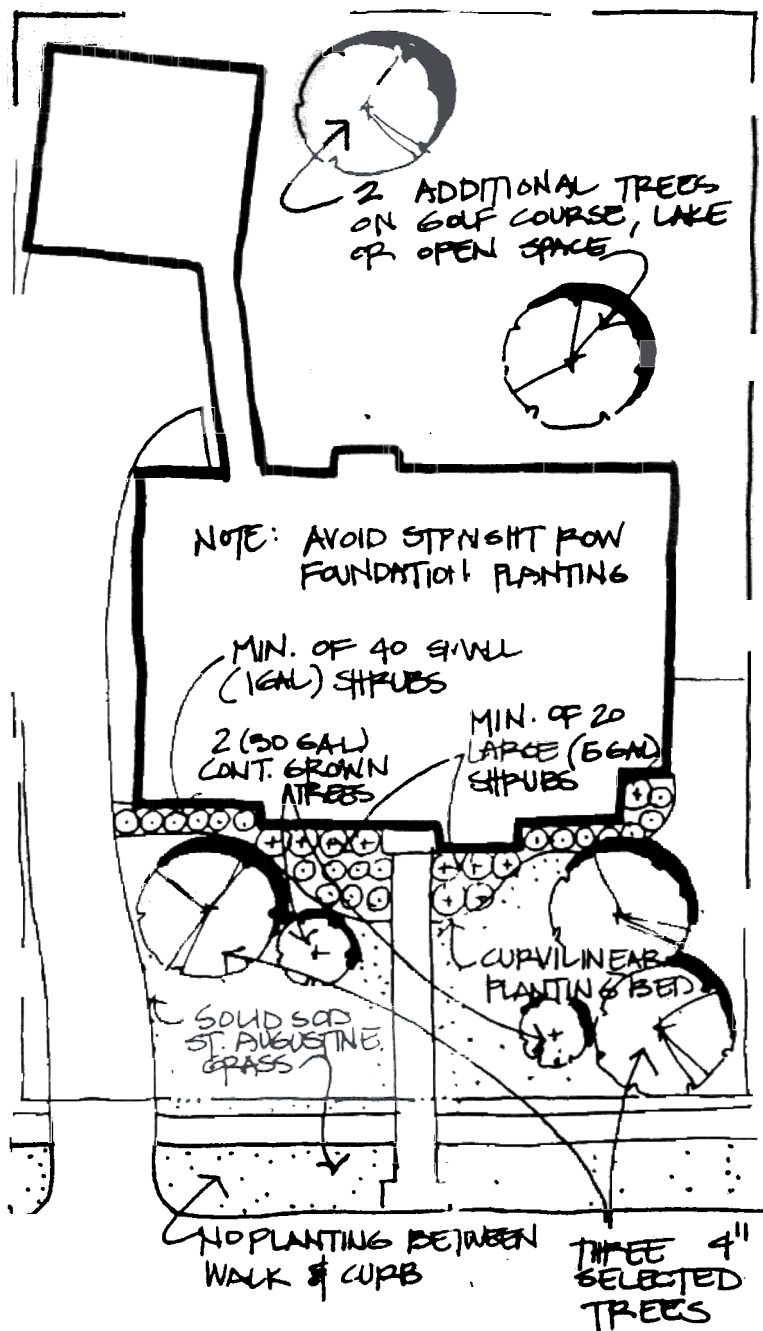 2 ADDITIONAL TREES
ON GOLF COURSE, LAKE
OR OPEN SPACE
NOTE: AVOID STRAIGHT ROW
FOUNDATION PLANTING
MIN. OF 40 SMALL
(1GAL) SHRUBS
2 (30 GAL)
CONT. GROWN
TREES
MIN. OF 20
LARGE (5 GAL)
SHRUBS
CURVILINEAR
PLANTING BED
SOLID SOD
ST. AUGUSTINE
GRASS
NO PLANTING BETWEEN
WALK & CURB
THREE 4"
SELECTED
TREES